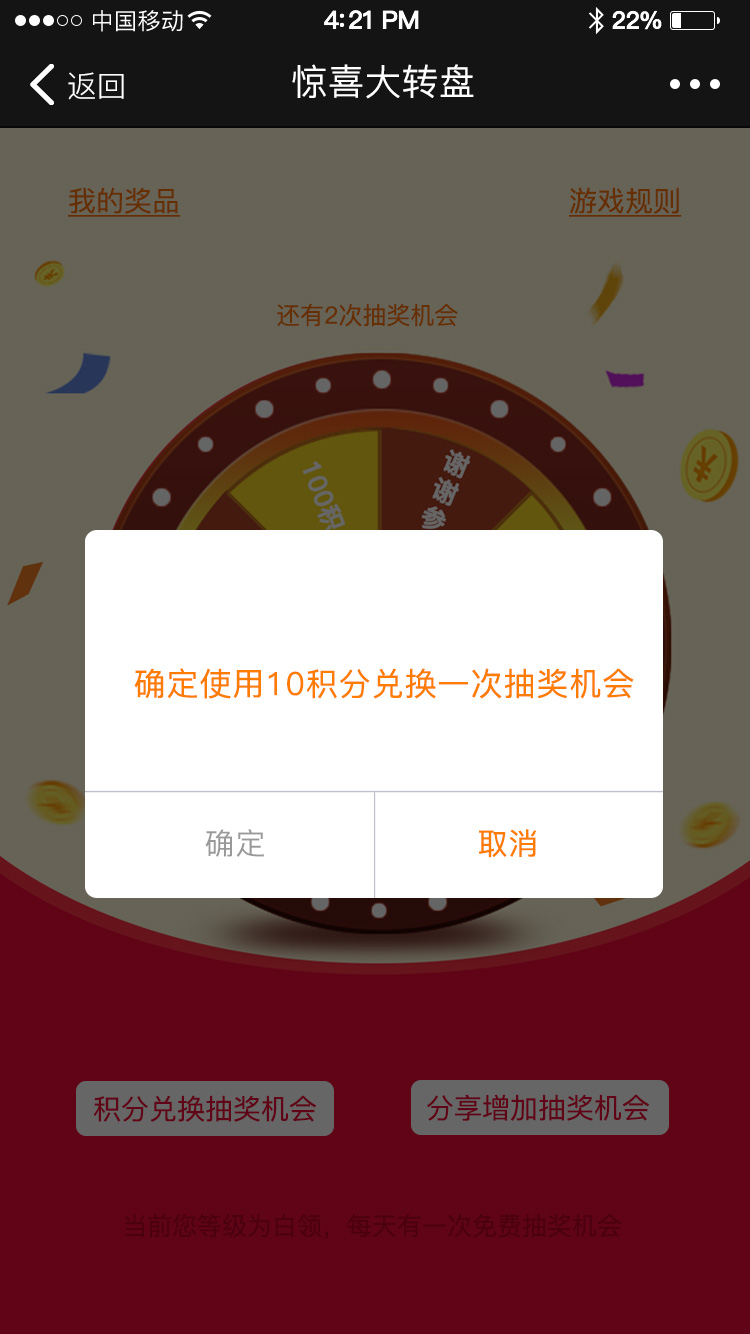 中国移动 4:21 PM 22%
返回 惊喜大转盘
我的奖品 游戏规则
还有2次抽奖机会
100积
谢谢参
确定使用10积分兑换一次抽奖机会
确定 取消
积分兑换抽奖机会 分享增加抽奖机会
当前您等级为白领，每天有一次免费抽奖机会